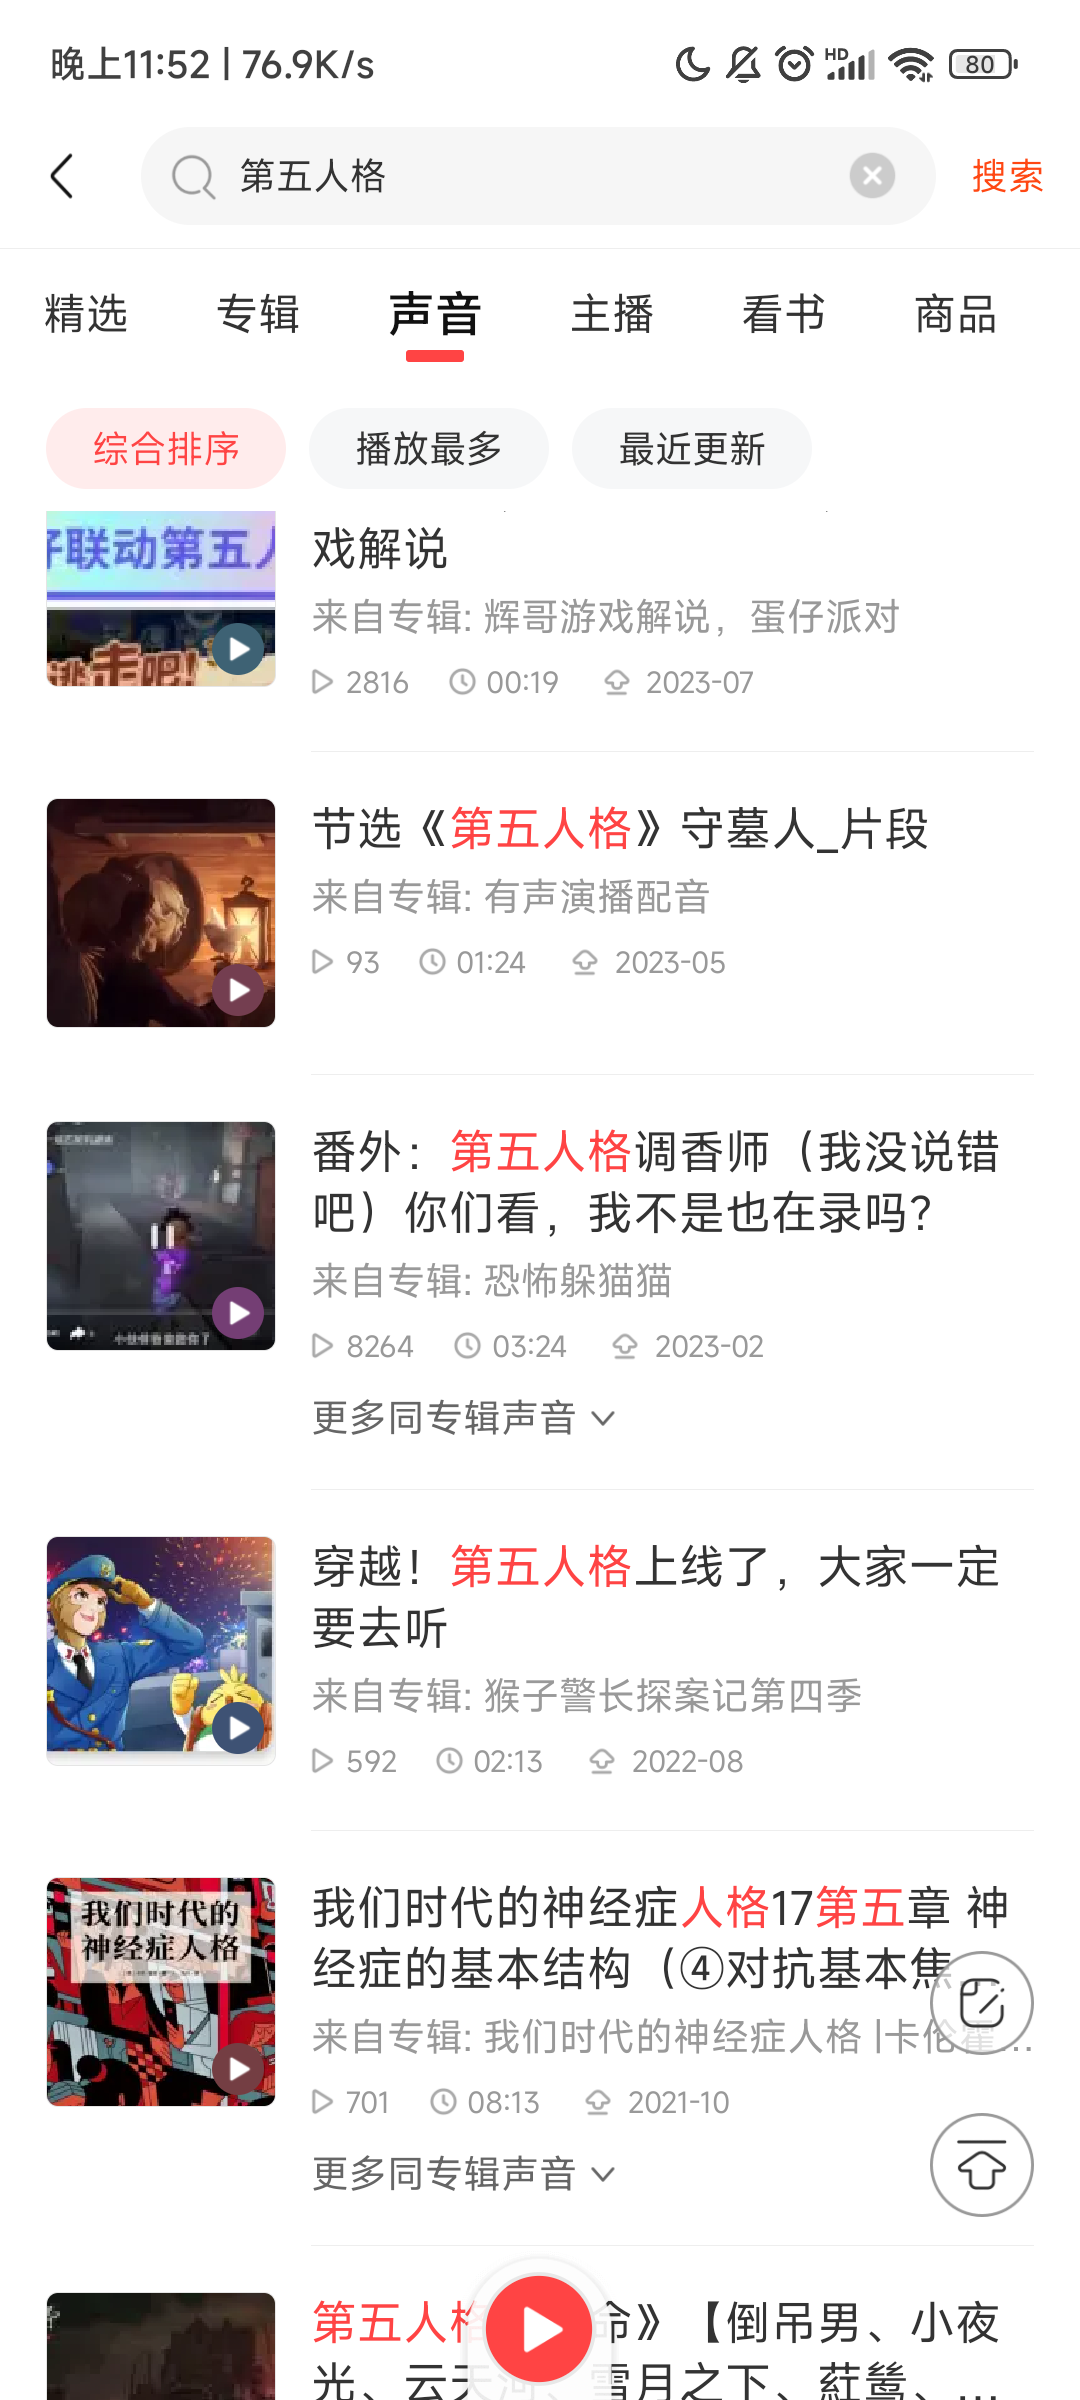 晚上11:52 | 76.9K/s
HD
80
第五人格
搜索
精选 专辑 声音 主播 看书 商品
综合排序 播放最多 最近更新
仔联动第五人
逃走吧!
戏解说
来自专辑: 辉哥游戏解说，蛋仔派对
2816 00:19 2023-07
节选《第五人格》守墓人_片段
来自专辑: 有声演播配音
93 01:24 2023-05
番外：第五人格调香师（我没说错
吧）你们看，我不是也在录吗？
来自专辑: 恐怖躲猫猫
8264 03:24 2023-02
更多同专辑声音
穿越！第五人格上线了，大家一定
要去听
来自专辑: 猴子警长探案记第四季
592 02:13 2022-08
我们时代的
神经症人格
我们时代的神经症人格17第五章 神
经症的基本结构（④对抗基本焦...
来自专辑: 我们时代的神经症人格 |卡伦霍...
701 08:13 2021-10
更多同专辑声音
第五人格 命》【倒吊男、小夜
光、云天河、雪月之下、葒鸶、...